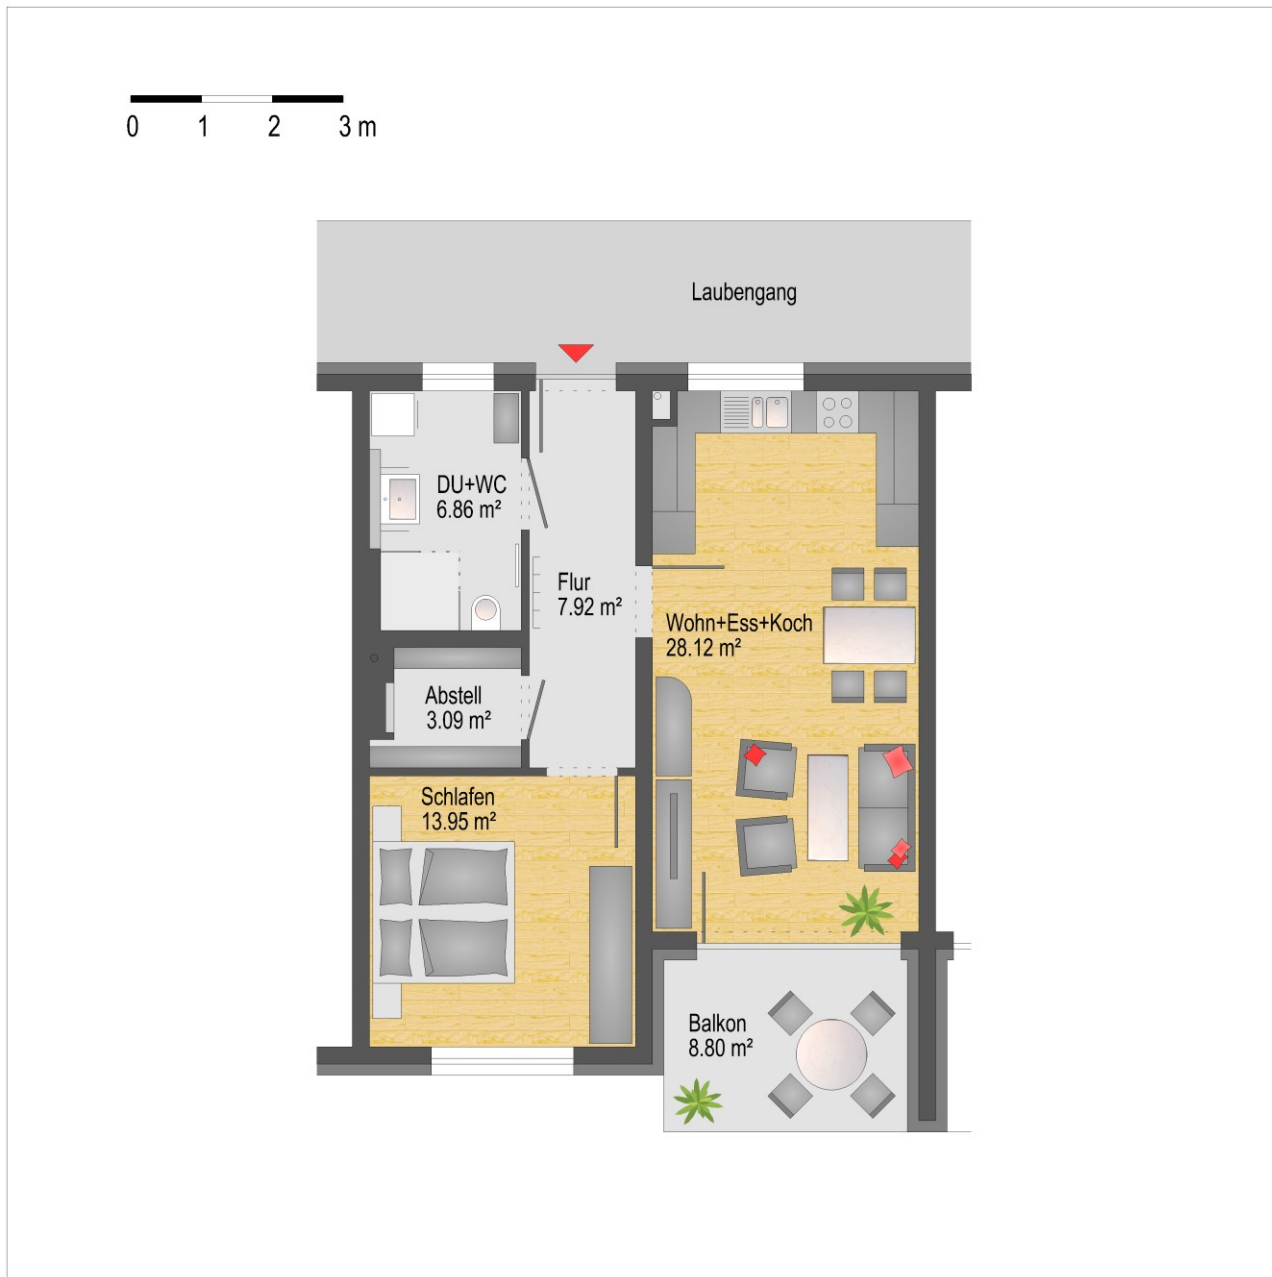 0 1 2 3 m
Laubengang
DU+WC
6.86 m²
Flur
7.92 m²
Wohn+Ess+Koch
28.12 m²
Abstell
3.09 m²
Schlafen
13.95 m²
Balkon
8.80 m²